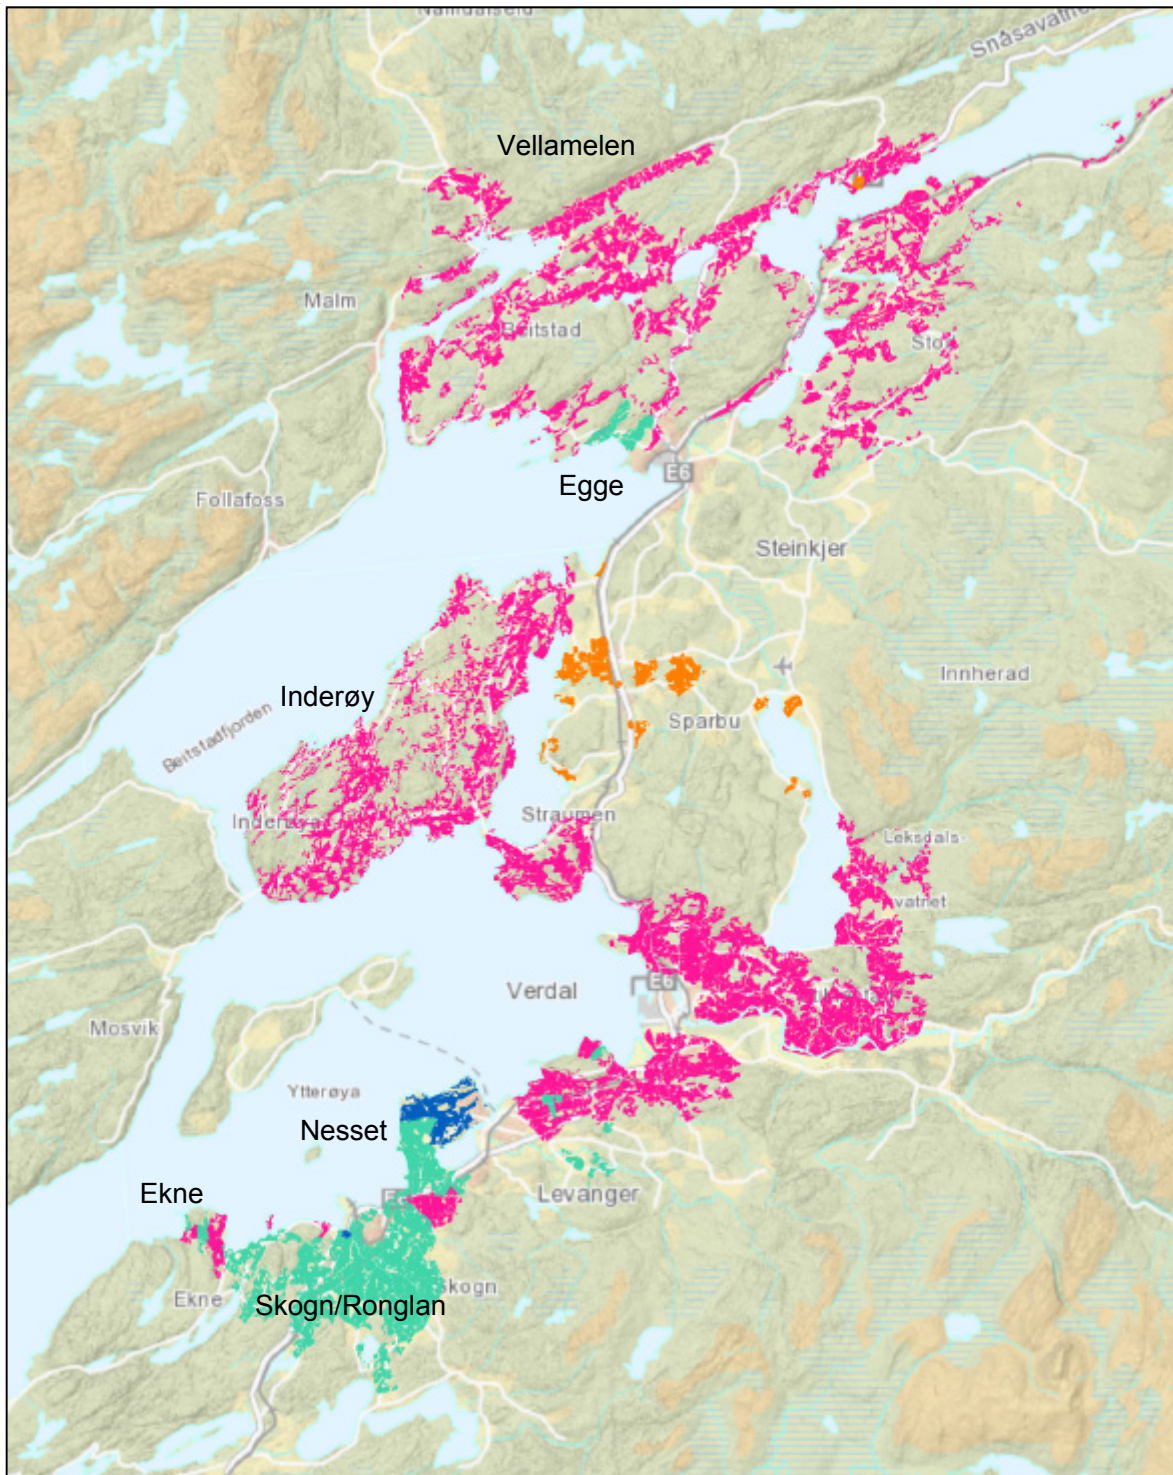 Namdalseid
Snåsavatnet
Vellamelen
Malm
Beitstad
Egge
E6
Follafoss
Steinkjer
Innherad
Inderøy
Beitstadfjorden
Sparbu
Straumen
Inderøya
Leksdals-
vatnet
Verdal
E6
Mosvik
Ytterøya
Nesset
Ekne
Levanger
Ekne
Skogn
Skogn/Ronglan